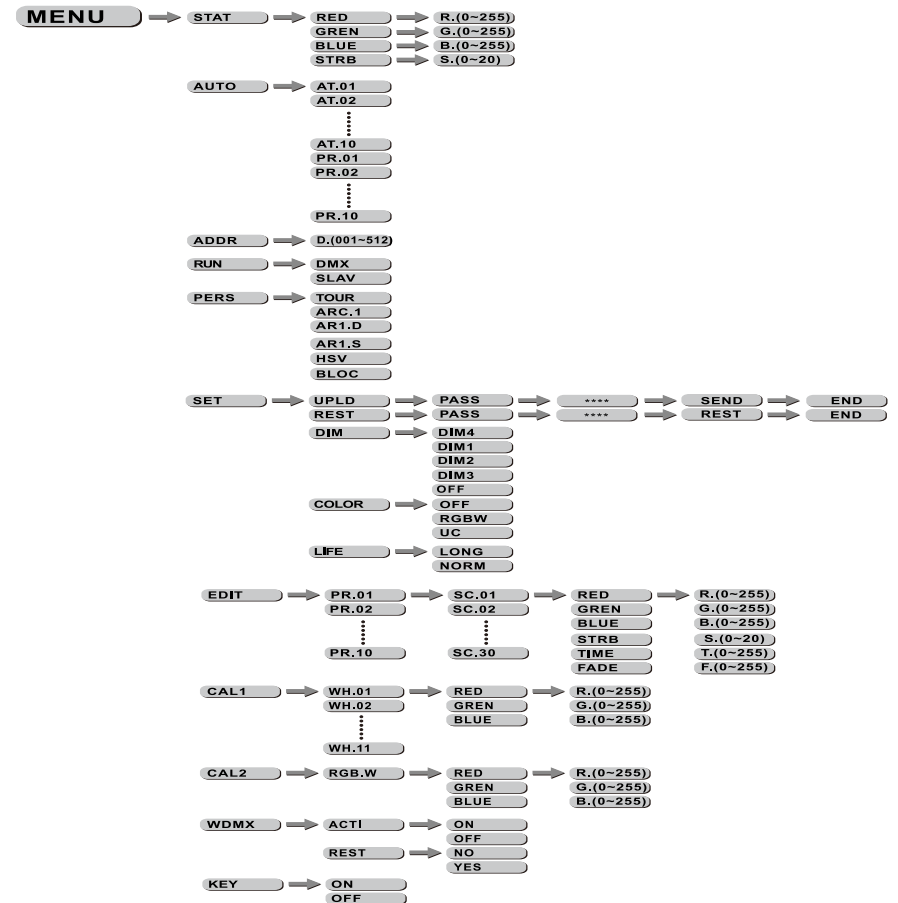 MENU STAT RED R.(0~255)
GREN G.(0~255)
BLUE B.(0~255)
STRB S.(0~20)
AUTO AT.01
AT.02
AT.10
PR.01
PR.02
PR.10
ADDR D.(001~512)
RUN DMX
SLAV
PERS TOUR
ARC.1
AR1.D
AR1.S
HSV
BLOC
SET UPLD PASS **** SEND END
REST PASS **** REST END
DIM DIM4
DIM1
DIM2
DIM3
OFF
COLOR OFF
RGBW
UC
LIFE LONG
NORM
EDIT PR.01 SC.01 RED R.(0~255)
PR.02 SC.02 GREN G.(0~255)
BLUE B.(0~255)
STRB S.(0~20)
PR.10 SC.30 TIME T.(0~255)
FADE F.(0~255)
CAL1 WH.01 RED R.(0~255)
WH.02 GREN G.(0~255)
BLUE B.(0~255)
WH.11
CAL2 RGB.W RED R.(0~255)
GREN G.(0~255)
BLUE B.(0~255)
WDMX ACTI ON
OFF
REST NO
YES
KEY ON
OFF